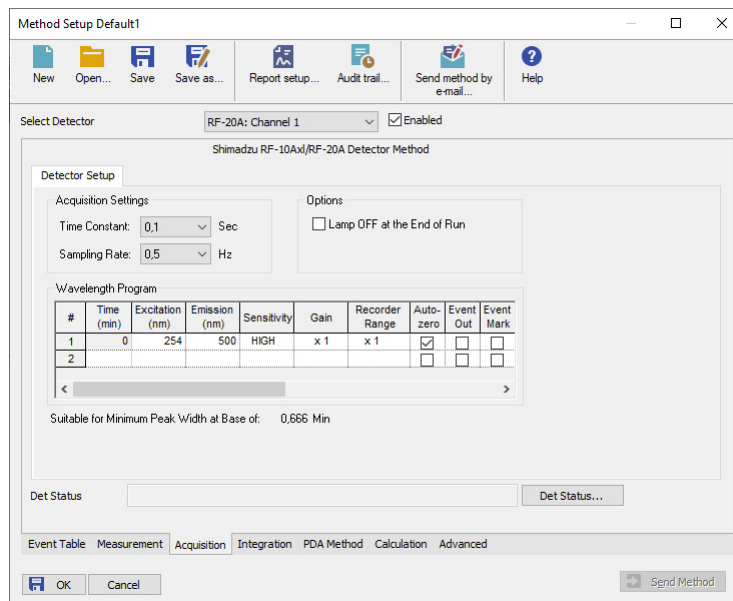 Method Setup Default1
New Open... Save Save as... Report setup... Audit trail... Send method by e-mail... Help
Select Detector RF-20A: Channel 1 Enabled
Shimadzu RF-10Axl/RF-20A Detector Method
Detector Setup
Acquisition Settings
Time Constant: 0,1 Sec
Sampling Rate: 0,5 Hz
Options
Lamp OFF at the End of Run
Wavelength Program
# Time (min) Excitation (nm) Emission (nm) Sensitivity Gain Recorder Range Auto-zero Event Out Event Mark
1 0 254 500 HIGH x 1 x 1
2
Suitable for Minimum Peak Width at Base of: 0,666 Min
Det Status Det Status...
Event Table Measurement Acquisition Integration PDA Method Calculation Advanced
OK Cancel Send Method